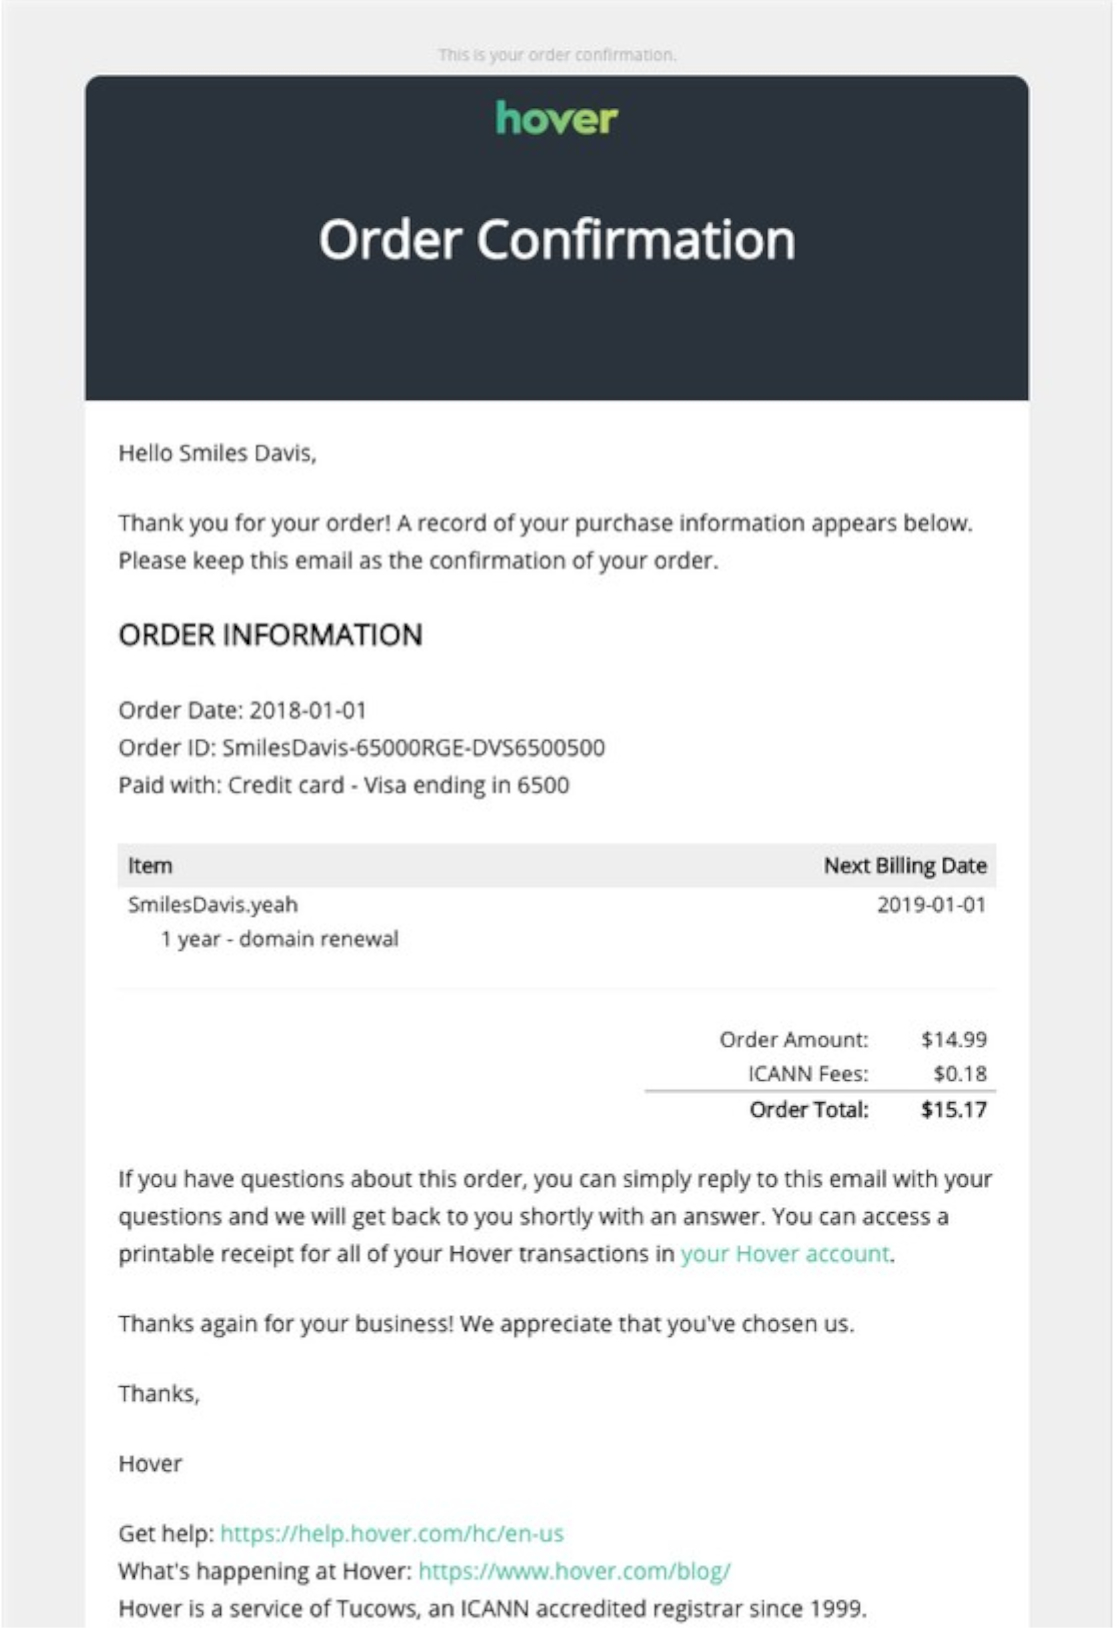 This is your order confirmation.
hover
Order Confirmation
Hello Smiles Davis,
Thank you for your order! A record of your purchase information appears below.
Please keep this email as the confirmation of your order.
ORDER INFORMATION
Order Date: 2018-01-01
Order ID: SmilesDavis-65000RGE-DVS6500500
Paid with: Credit card - Visa ending in 6500
Item Next Billing Date
SmilesDavis.yeah 2019-01-01
1 year - domain renewal
Order Amount: $14.99
ICANN Fees: $0.18
Order Total: $15.17
If you have questions about this order, you can simply reply to this email with your
questions and we will get back to you shortly with an answer. You can access a
printable receipt for all of your Hover transactions in your Hover account.
Thanks again for your business! We appreciate that you've chosen us.
Thanks,
Hover
Get help: https://help.hover.com/hc/en-us
What's happening at Hover: https://www.hover.com/blog/
Hover is a service of Tucows, an ICANN accredited registrar since 1999.